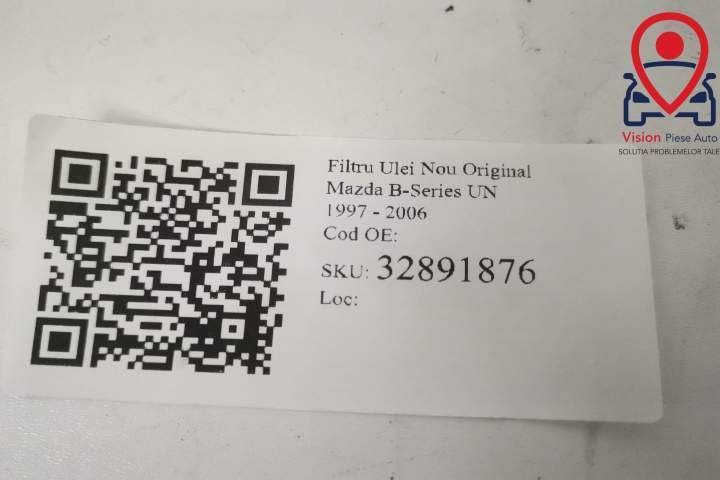 Vision Piese Auto
SOLUTIA PROBLEMELOR TALE
Filtru Ulei Nou Original
Mazda B-Series UN
1997 - 2006
Cod OE:
SKU: 32891876
Loc: